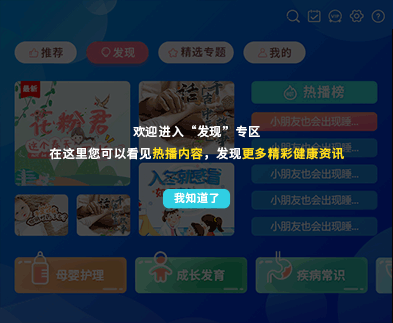 推荐
发现
精选专题
我的
最新
花粉君
这个
热播榜
小朋友也会出现睡...
欢迎进入“发现”专区
在这里您可以看见热播内容，发现更多精彩健康资讯
小朋友也会出现睡...
我知道了
小朋友也会出现睡...
小朋友也会出现睡...
母婴护理
成长发育
疾病常识